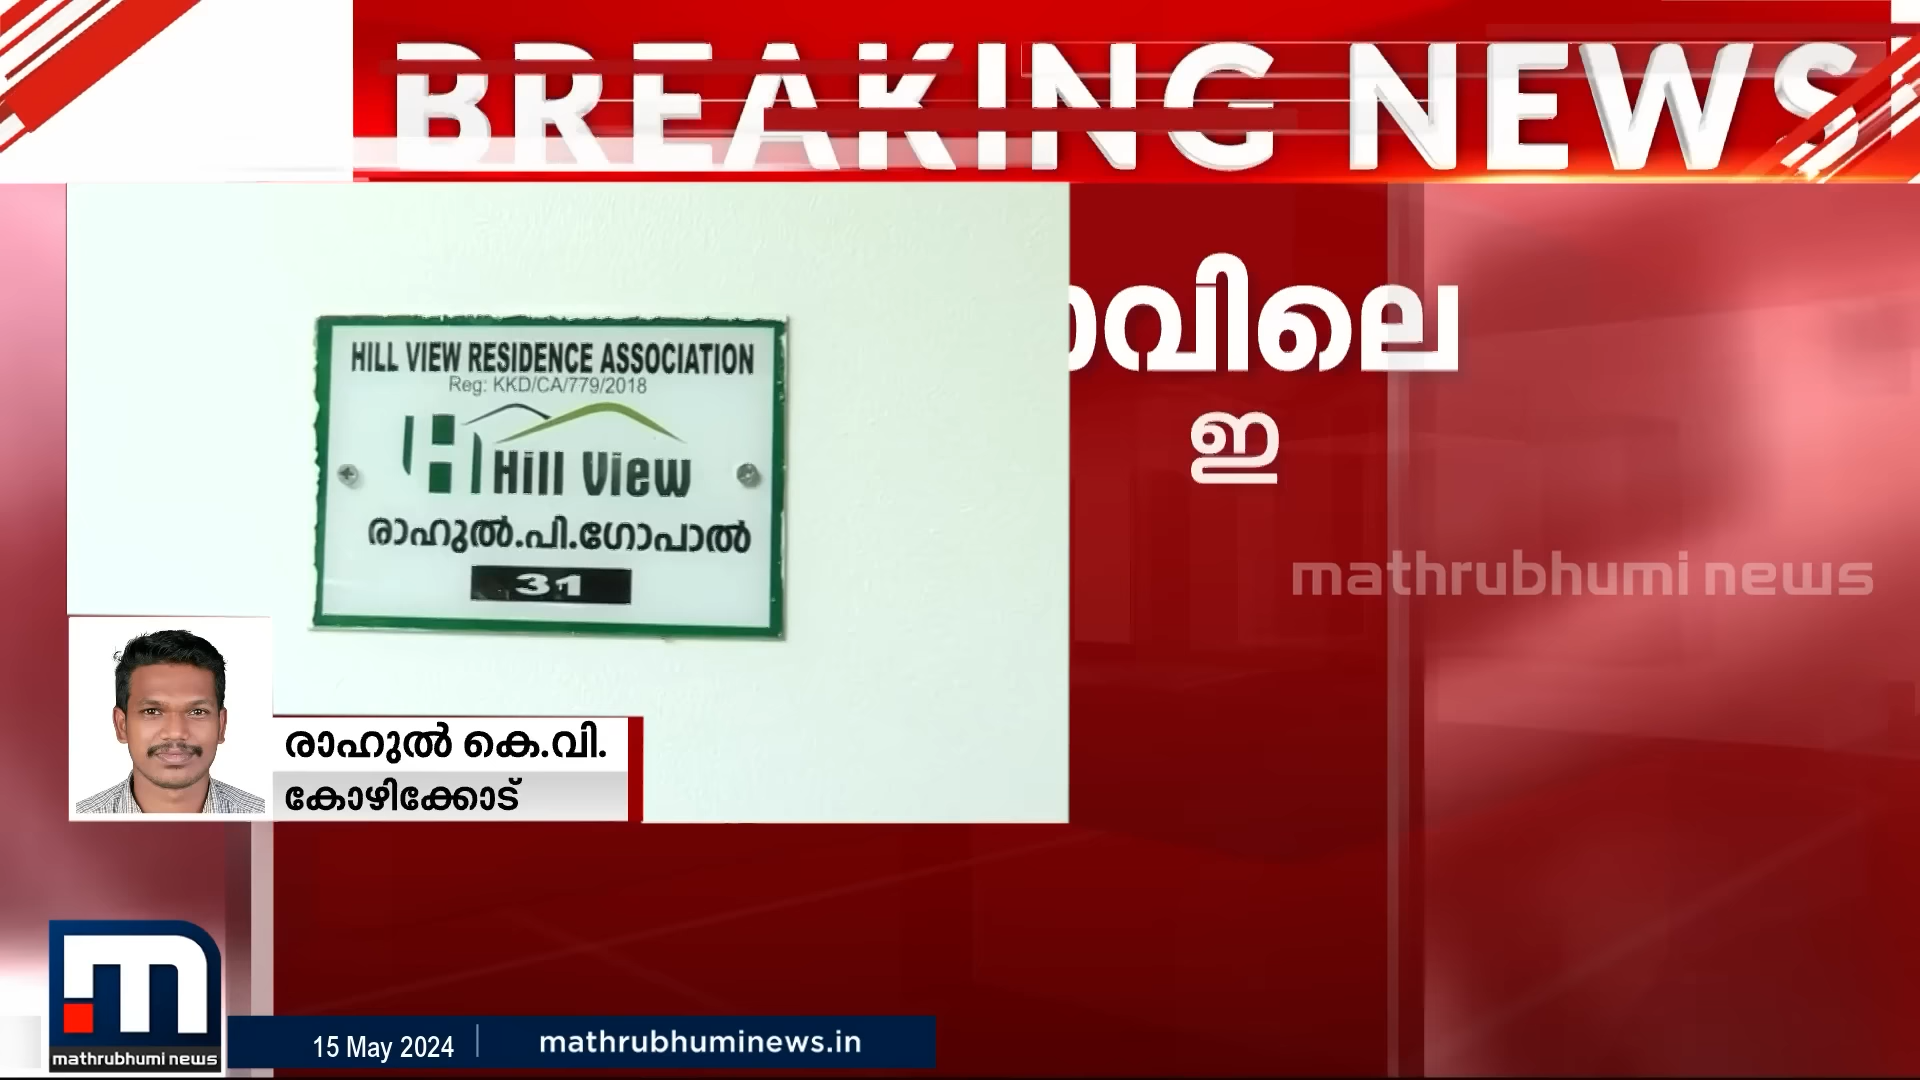 BREAKING NEWS
HILL VIEW RESIDENCE ASSOCIATION
Reg: KKD/CA/779/2018
Hill View
രാഹുൽ.പി.ഗോപാൽ
31
ഇ
mathrubhumi news
രാഹുൽ കെ.വി.
കോഴിക്കോട്
mathrubhumi news
15 May 2024
mathrubhuminews.in